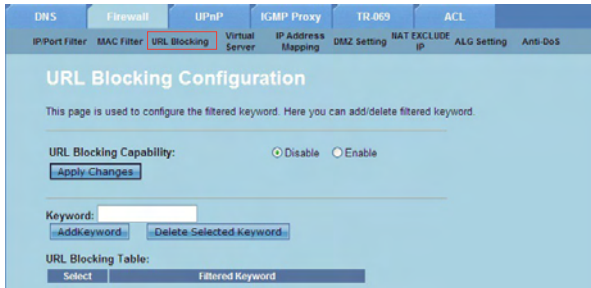 DNS Firewall UPnP IGMP Proxy TR-069 ACL
IP/Port Filter MAC Filter URL Blocking Virtual Server IP Address Mapping DMZ Setting NAT EXCLUDE IP ALG Setting Anti-DoS
URL Blocking Configuration
This page is used to configure the filtered keyword. Here you can add/delete filtered keyword.
URL Blocking Capability: Disable Enable
Apply Changes
Keyword:
AddKeyword Delete Selected Keyword
URL Blocking Table:
Select Filtered Keyword